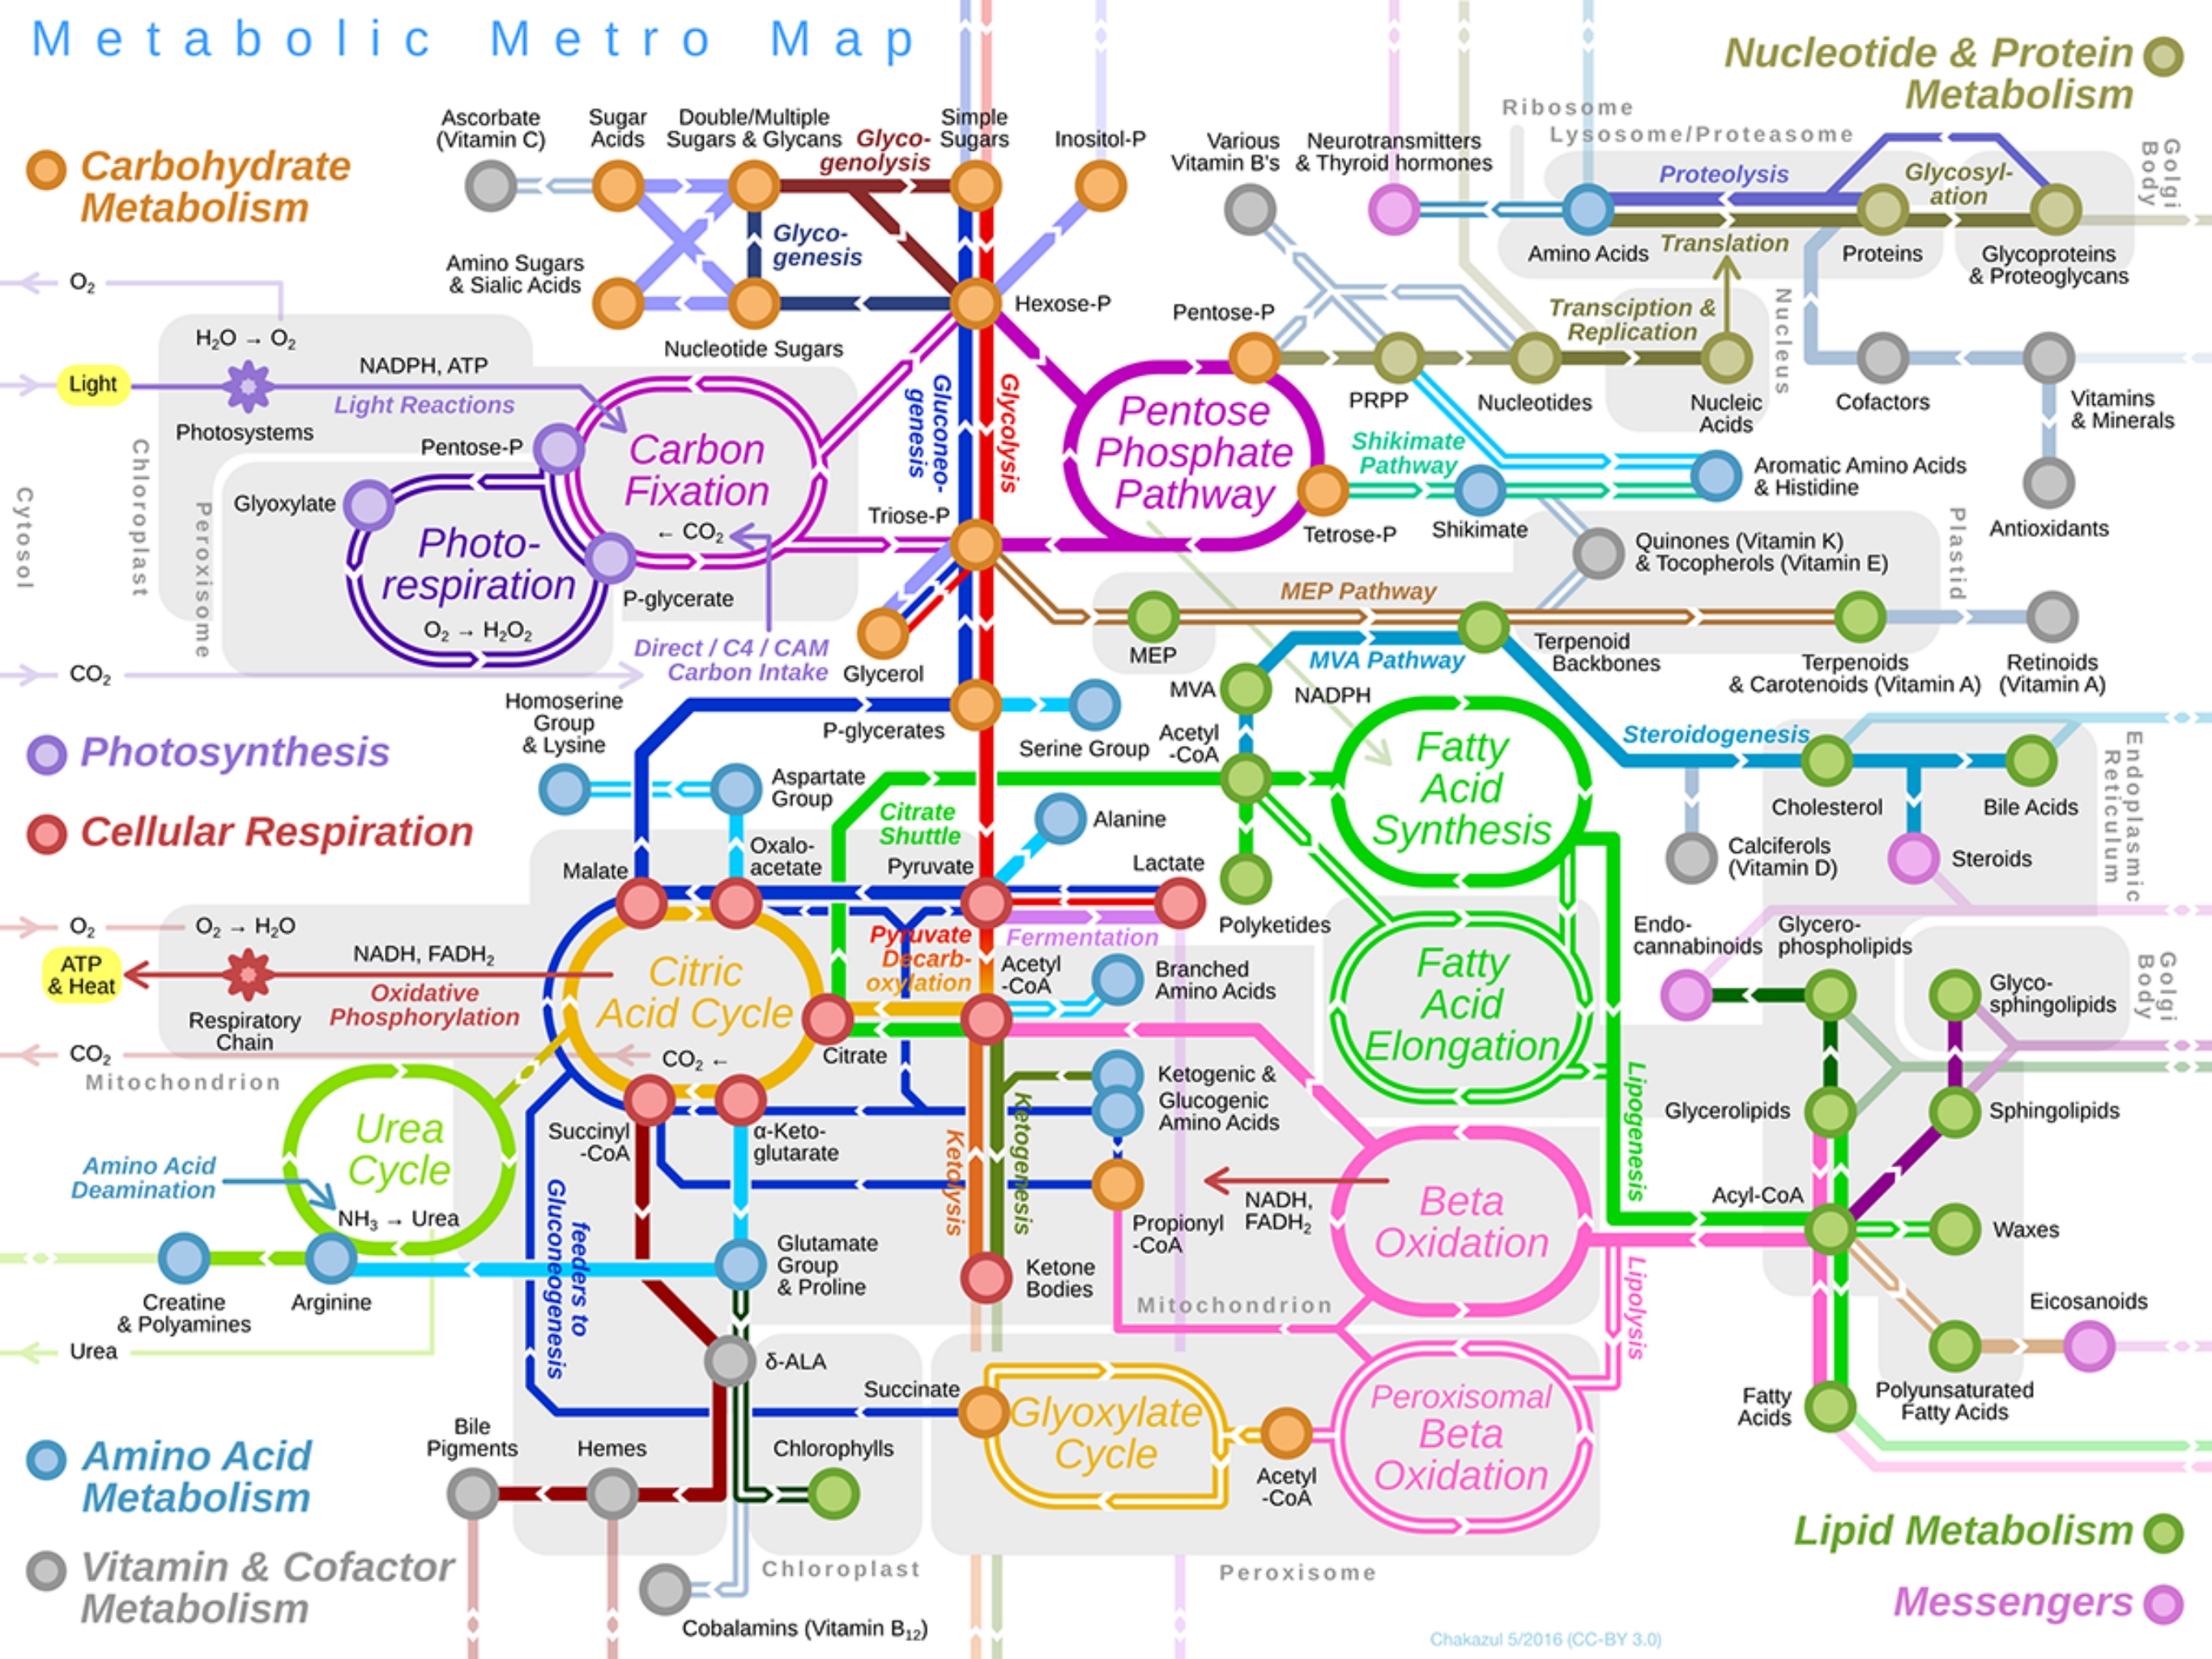 Metabolic Metro Map
Nucleotide & Protein
Metabolism
Carbohydrate
Metabolism
Ascorbate
(Vitamin C)
Sugar
Acids
Double/Multiple
Sugars & Glycans
Glyco-
genolysis
Simple
Sugars
Inositol-P
Various
Vitamin B's
Neurotransmitters
& Thyroid hormones
Ribosome
Lysosome/Proteasome
Golgi
Body
Proteolysis
Glycosyl-
ation
Amino Acids
Translation
Proteins
Glycoproteins
& Proteoglycans
Glyco-
genesis
Amino Sugars
& Sialic Acids
Nucleotide Sugars
Hexose-P
Pentose-P
Transciption &
Replication
Nucleus
PRPP
Nucleotides
Nucleic
Acids
Cofactors
Vitamins
& Minerals
Antioxidants
O₂
H₂O → O₂
Light
NADPH, ATP
Light Reactions
Photosystems
Chloroplast
Cytosol
Peroxisome
Pentose-P
Glyoxylate
Carbon
Fixation
← CO₂
Photo-
respiration
O₂ → H₂O₂
P-glycerate
CO₂
Direct / C4 / CAM
Carbon Intake
Gluconeo-
genesis
Glycolysis
Pentose
Phosphate
Pathway
Shikimate
Pathway
Tetrose-P
Shikimate
Aromatic Amino Acids
& Histidine
Quinones (Vitamin K)
& Tocopherols (Vitamin E)
Plastid
Triose-P
Glycerol
MEP Pathway
MEP
MVA Pathway
Terpenoid
Backbones
Terpenoids
& Carotenoids (Vitamin A)
Retinoids
(Vitamin A)
MVA
NADPH
Photosynthesis
Cellular Respiration
Homoserine
Group
& Lysine
Aspartate
Group
P-glycerates
Serine Group
Acetyl
-CoA
Fatty
Acid
Synthesis
Steroidogenesis
Cholesterol
Bile Acids
Endoplasmic
Reticulum
Calciferols
(Vitamin D)
Steroids
Citrate
Shuttle
Alanine
Oxalo-
acetate
Malate
Pyruvate
Lactate
Polyketides
Fermentation
Pyruvate
Decarb-
oxylation
O₂
O₂ → H₂O
ATP
& Heat
NADH, FADH₂
Oxidative
Phosphorylation
Respiratory
Chain
CO₂
Mitochondrion
Citric
Acid Cycle
CO₂ ←
Citrate
Acetyl
-CoA
Branched
Amino Acids
Fatty
Acid
Elongation
Endo-
cannabinoids
Glycero-
phospholipids
Glyco-
sphingolipids
Golgi
Body
Glycerolipids
Sphingolipids
Urea
Cycle
Amino Acid
Deamination
NH₃ → Urea
Succinyl
-CoA
α-Keto-
glutarate
Ketogenic &
Glucogenic
Amino Acids
Ketolysis
Ketogenesis
Propionyl
-CoA
NADH,
FADH₂
Beta
Oxidation
Lipogenesis
Lipolysis
Acyl-CoA
Waxes
Creatine
& Polyamines
Arginine
Urea
feeders to
Gluconeogenesis
Glutamate
Group
& Proline
Ketone
Bodies
Mitochondrion
Eicosanoids
Polyunsaturated
Fatty Acids
Fatty
Acids
δ-ALA
Succinate
Glyoxylate
Cycle
Acetyl
-CoA
Peroxisomal
Beta
Oxidation
Amino Acid
Metabolism
Bile
Pigments
Hemes
Chlorophylls
Chloroplast
Peroxisome
Vitamin & Cofactor
Metabolism
Cobalamins (Vitamin B₁₂)
Lipid Metabolism
Messengers
Chakazul 5/2016 (CC-BY 3.0)